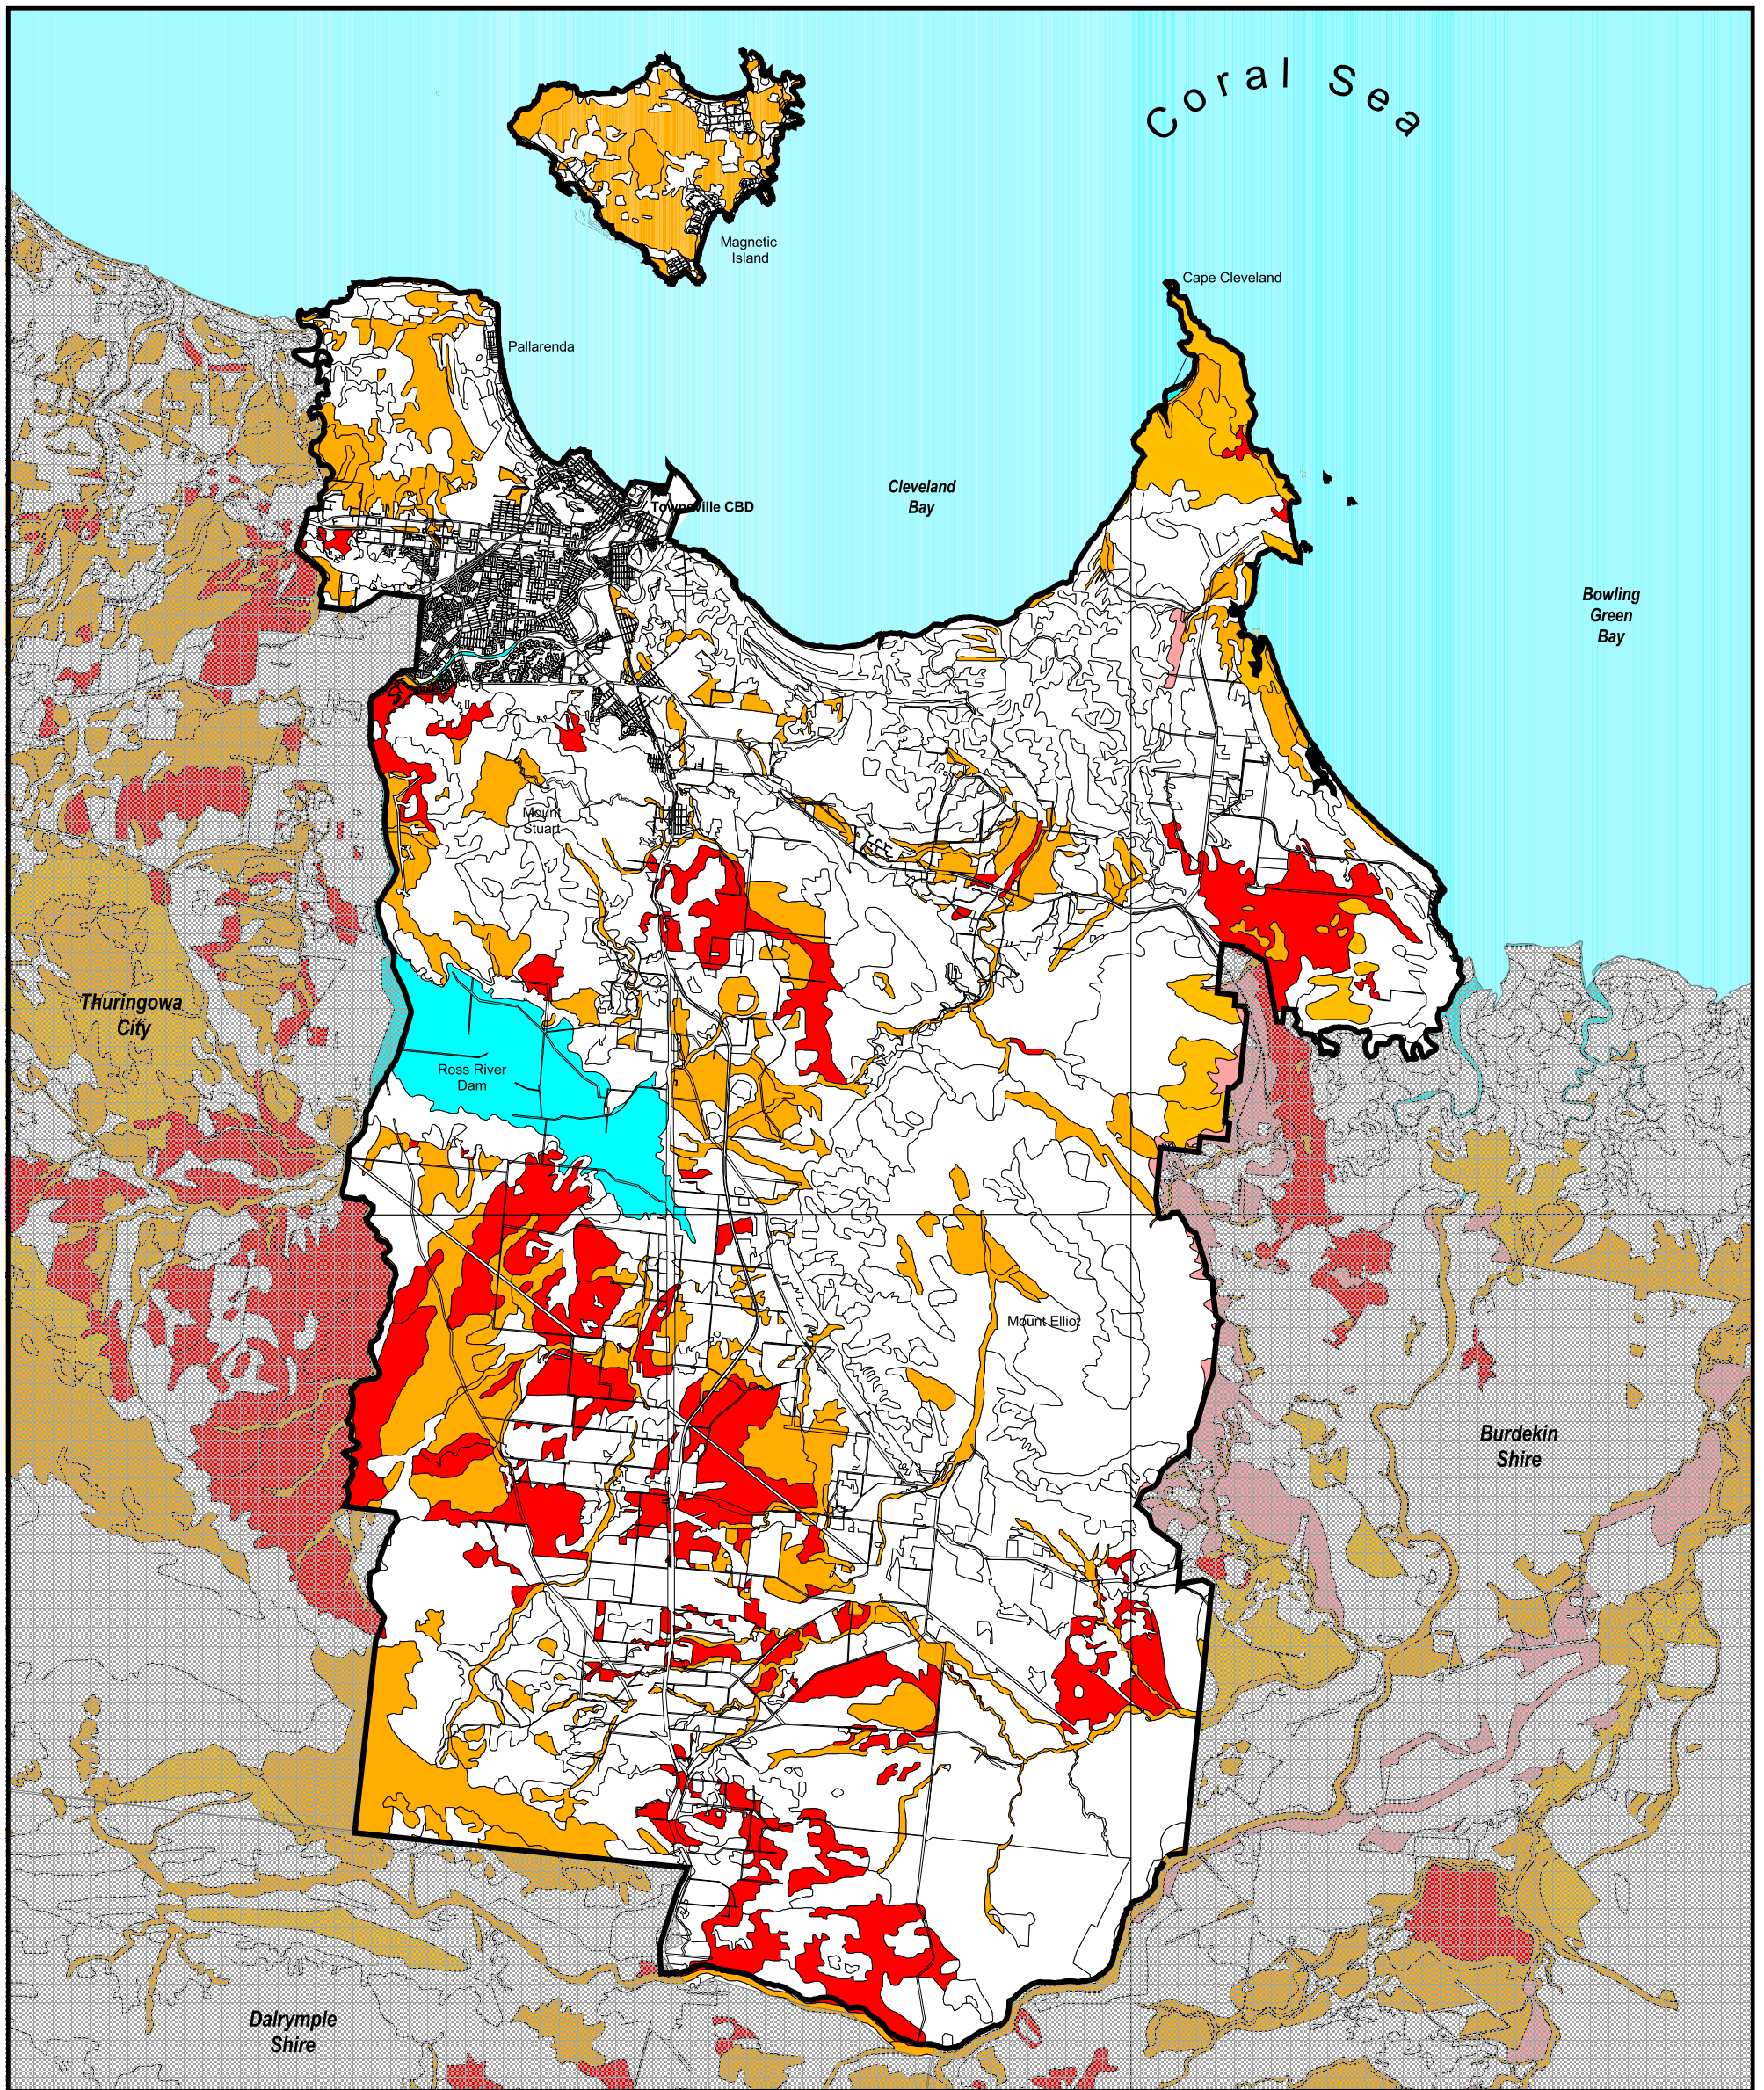 Coral Sea
Magnetic
Island
Cape Cleveland
Pallarenda
Cleveland
Bay
Townsville CBD
Bowling
Green
Bay
Mount
Stuart
Thuringowa
City
Ross River
Dam
Mount Elliot
Burdekin
Shire
Dalrymple
Shire